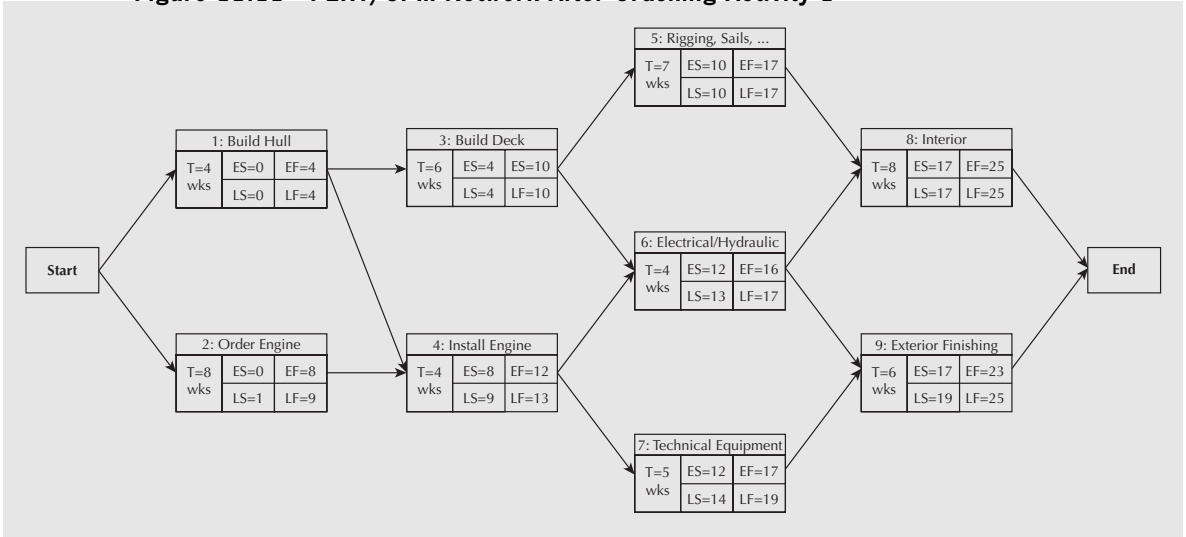 5: Rigging, Sails, ...
T=7 wks
ES=10 EF=17
LS=10 LF=17
1: Build Hull
T=4 wks
ES=0 EF=4
LS=0 LF=4
3: Build Deck
T=6 wks
ES=4 ES=10
LS=4 LF=10
8: Interior
T=8 wks
ES=17 EF=25
LS=17 LF=25
Start
6: Electrical/Hydraulic
T=4 wks
ES=12 EF=16
LS=13 LF=17
End
2: Order Engine
T=8 wks
ES=0 EF=8
LS=1 LF=9
4: Install Engine
T=4 wks
ES=8 EF=12
LS=9 LF=13
9: Exterior Finishing
T=6 wks
ES=17 EF=23
LS=19 LF=25
7: Technical Equipment
T=5 wks
ES=12 EF=17
LS=14 LF=19